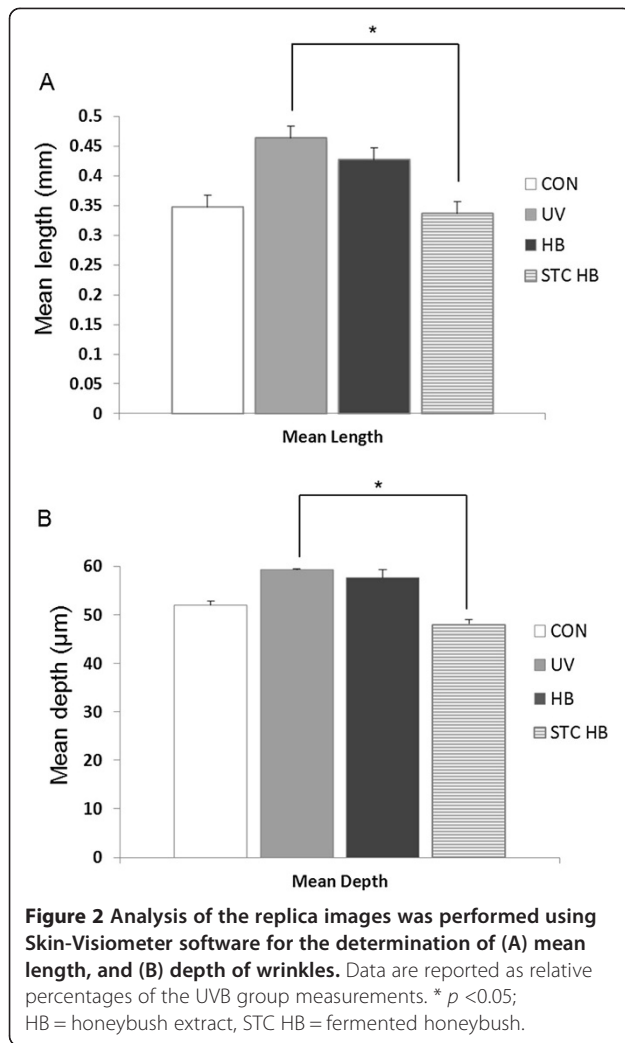 *
A
0.5
0.45
0.4
0.35
0.3
0.25
0.2
0.15
0.1
0.05
0
Mean length (mm)
CON
UV
HB
STC HB
Mean Length
*
B
60
50
40
30
20
10
0
Mean depth (µm)
CON
UV
HB
STC HB
Mean Depth
Figure 2 Analysis of the replica images was performed using
Skin-Visiometer software for the determination of (A) mean
length, and (B) depth of wrinkles. Data are reported as relative
percentages of the UVB group measurements. * p <0.05;
HB = honeybush extract, STC HB = fermented honeybush.